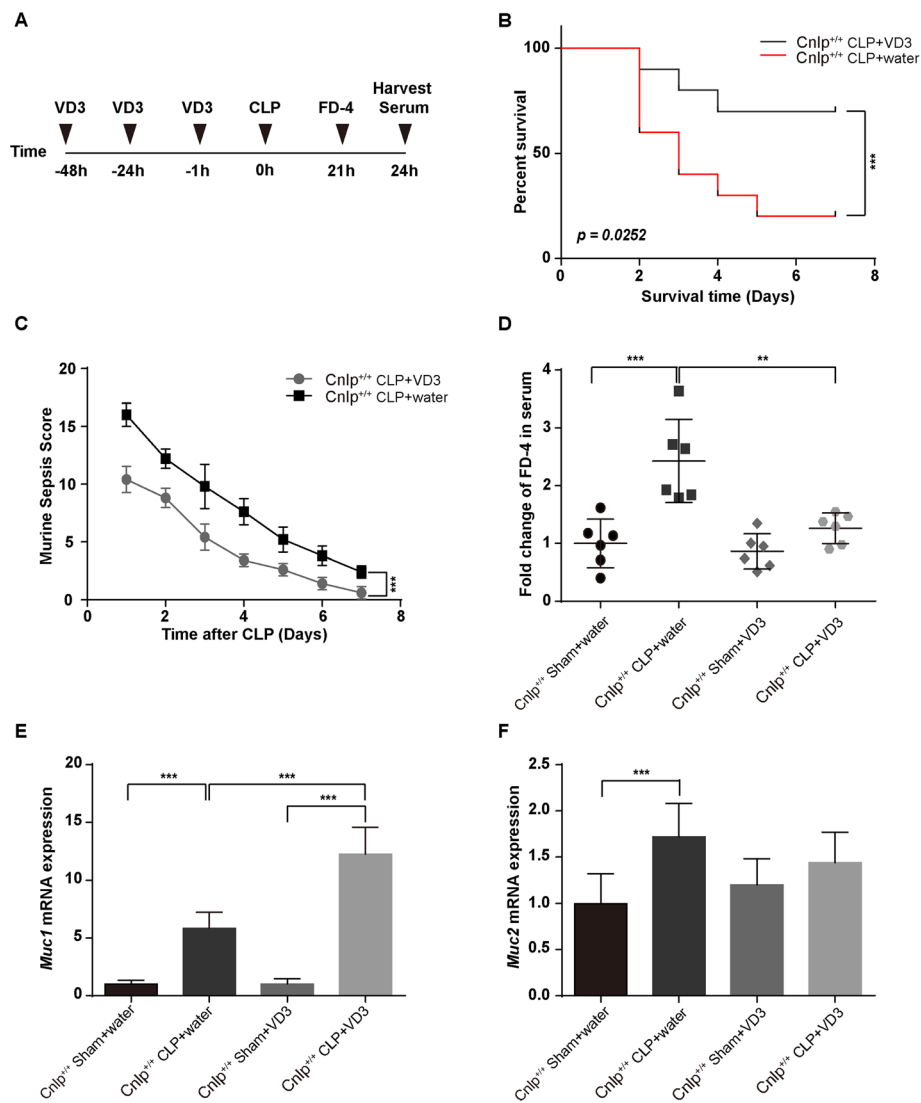 A
VD3 VD3 VD3 CLP FD-4 Harvest Serum
Time
-48h -24h -1h 0h 21h 24h
B
Cnlp+/+ CLP+VD3
Cnlp+/+ CLP+water
100
50
0
Percent survival
***
p = 0.0252
0 2 4 6 8
Survival time (Days)
C
Cnlp+/+ CLP+VD3
Cnlp+/+ CLP+water
20
15
10
5
0
Murine Sepsis Score
***
0 2 4 6 8
Time after CLP (Days)
D
*** **
4
3
2
1
0
Fold change of FD-4 in serum
Cnlp+/+ Sham+water
Cnlp+/+ CLP+water
Cnlp+/+ Sham+VD3
Cnlp+/+ CLP+VD3
E
20
15
10
5
0
Muc1 mRNA expression
*** ***
***
Cnlp+/+ Sham+water
Cnlp+/+ CLP+water
Cnlp+/+ Sham+VD3
Cnlp+/+ CLP+VD3
F
2.5
2.0
1.5
1.0
0.5
0.0
Muc2 mRNA expression
***
Cnlp+/+ Sham+water
Cnlp+/+ CLP+water
Cnlp+/+ Sham+VD3
Cnlp+/+ CLP+VD3